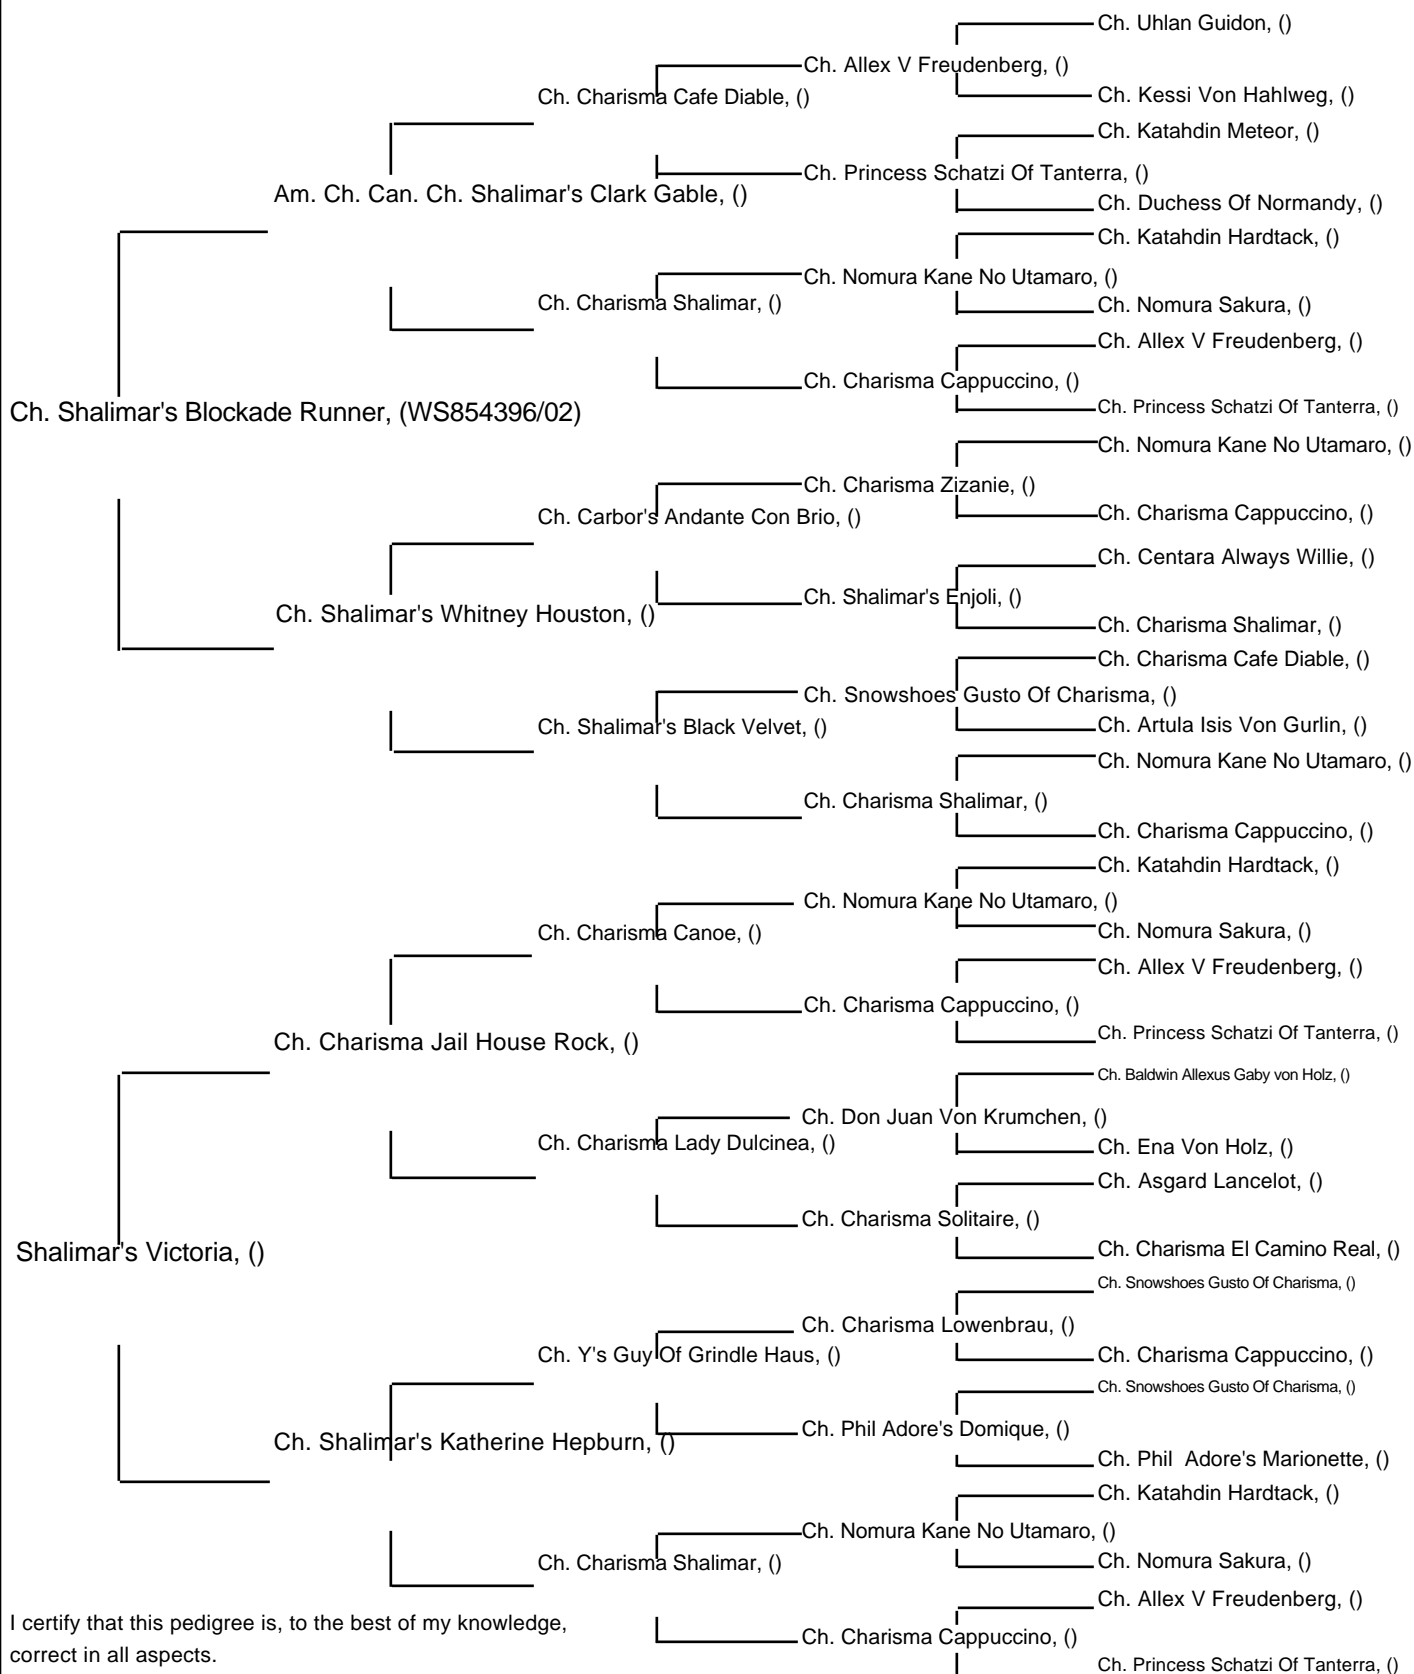 Ch. Uhlan Guidon, ()
Ch. Allex V Freudenberg, ()
Ch. Charisma Cafe Diable, ()
Ch. Kessi Von Hahlweg, ()
Ch. Katahdin Meteor, ()
Ch. Princess Schatzi Of Tanterra, ()
Am. Ch. Can. Ch. Shalimar's Clark Gable, ()
Ch. Duchess Of Normandy, ()
Ch. Katahdin Hardtack, ()
Ch. Nomura Kane No Utamaro, ()
Ch. Charisma Shalimar, ()
Ch. Nomura Sakura, ()
Ch. Allex V Freudenberg, ()
Ch. Charisma Cappuccino, ()
Ch. Princess Schatzi Of Tanterra, ()
Ch. Shalimar's Blockade Runner, (WS854396/02)
Ch. Nomura Kane No Utamaro, ()
Ch. Charisma Zizanie, ()
Ch. Carbor's Andante Con Brio, ()
Ch. Charisma Cappuccino, ()
Ch. Centara Always Willie, ()
Ch. Shalimar's Enjoli, ()
Ch. Shalimar's Whitney Houston, ()
Ch. Charisma Shalimar, ()
Ch. Charisma Cafe Diable, ()
Ch. Snowshoes Gusto Of Charisma, ()
Ch. Shalimar's Black Velvet, ()
Ch. Artula Isis Von Gurlin, ()
Ch. Nomura Kane No Utamaro, ()
Ch. Charisma Shalimar, ()
Ch. Charisma Cappuccino, ()
Ch. Katahdin Hardtack, ()
Ch. Nomura Kane No Utamaro, ()
Ch. Charisma Canoe, ()
Ch. Nomura Sakura, ()
Ch. Allex V Freudenberg, ()
Ch. Charisma Cappuccino, ()
Ch. Charisma Jail House Rock, ()
Ch. Princess Schatzi Of Tanterra, ()
Ch. Baldwin Allexus Gaby von Holz, ()
Ch. Don Juan Von Krumchen, ()
Ch. Charisma Lady Dulcinea, ()
Ch. Ena Von Holz, ()
Ch. Asgard Lancelot, ()
Ch. Charisma Solitaire, ()
Ch. Charisma El Camino Real, ()
Shalimar's Victoria, ()
Ch. Snowshoes Gusto Of Charisma, ()
Ch. Charisma Lowenbrau, ()
Ch. Y's Guy Of Grindle Haus, ()
Ch. Charisma Cappuccino, ()
Ch. Snowshoes Gusto Of Charisma, ()
Ch. Phil Adore's Domique, ()
Ch. Shalimar's Katherine Hepburn, ()
Ch. Phil  Adore's Marionette, ()
Ch. Katahdin Hardtack, ()
Ch. Nomura Kane No Utamaro, ()
Ch. Charisma Shalimar, ()
Ch. Nomura Sakura, ()
Ch. Allex V Freudenberg, ()
Ch. Charisma Cappuccino, ()
Ch. Princess Schatzi Of Tanterra, ()
I certify that this pedigree is, to the best of my knowledge,
correct in all aspects.